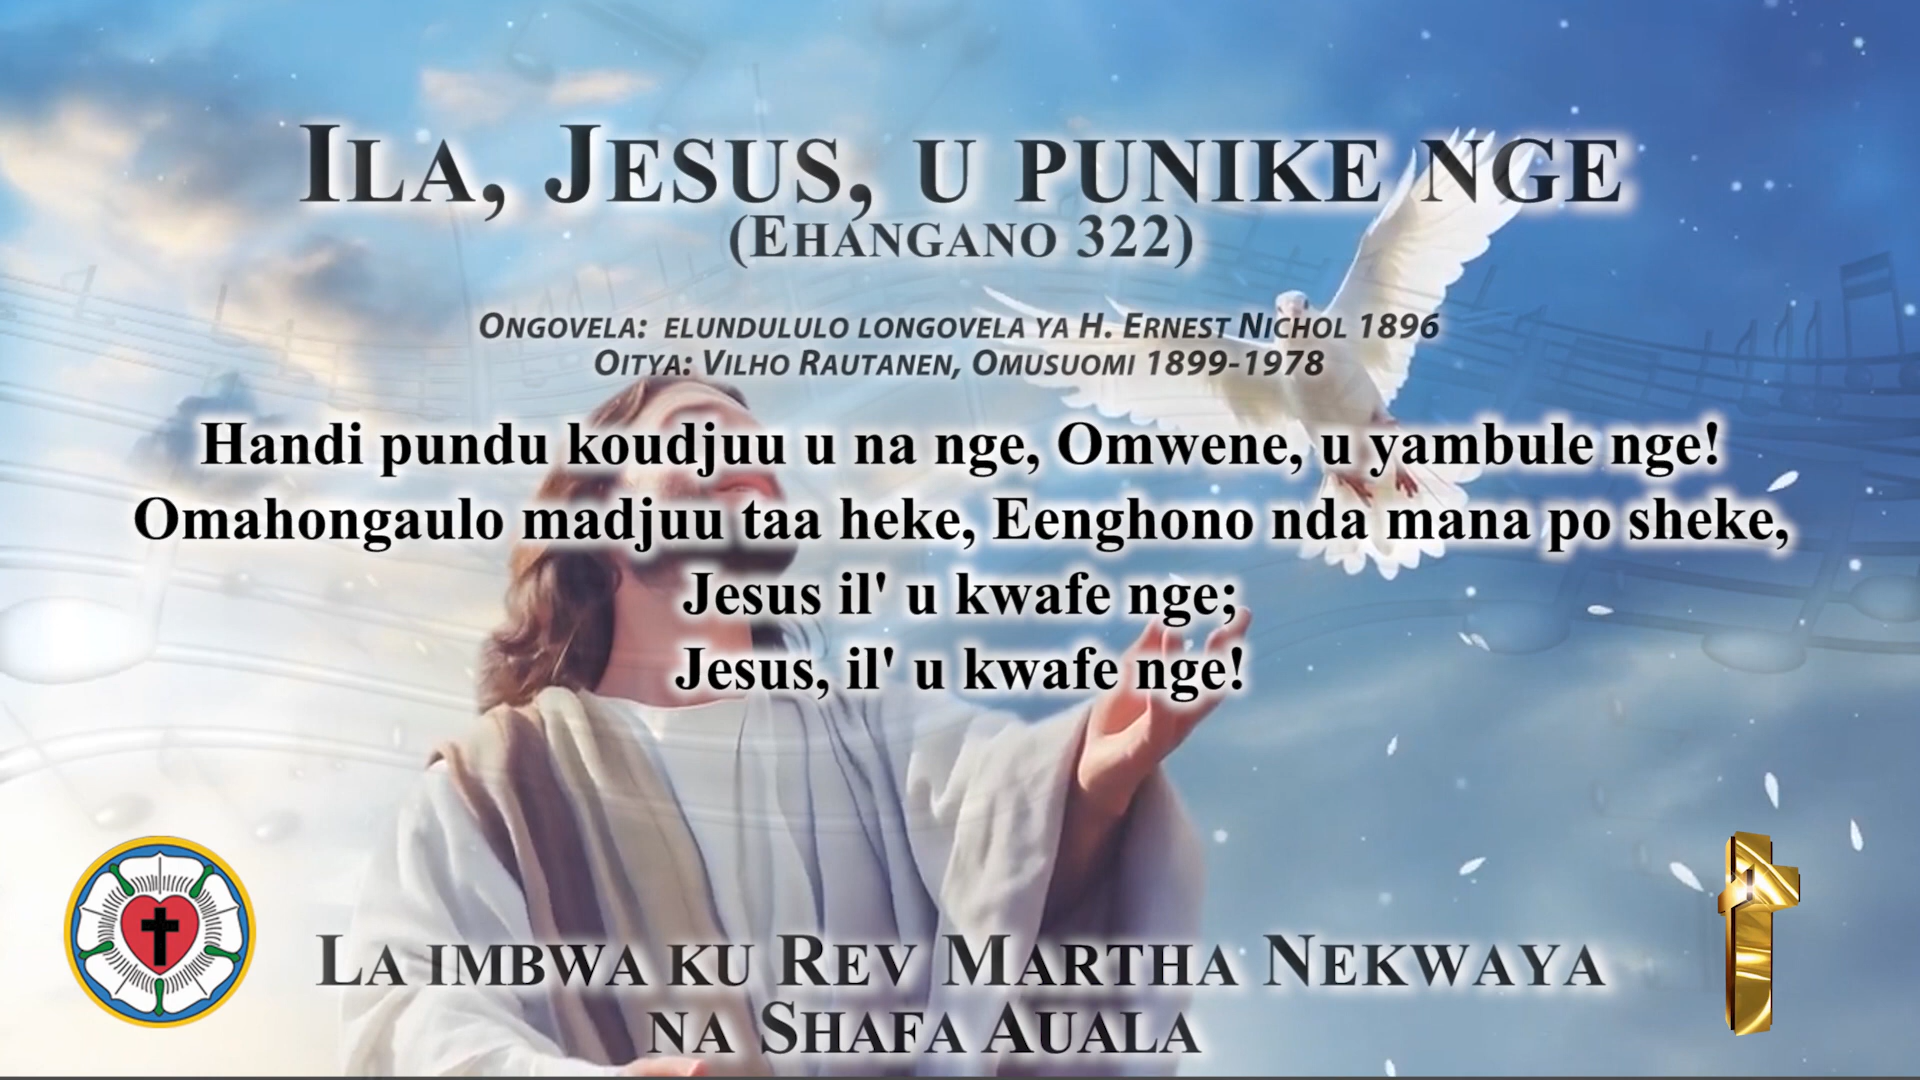 Ila, Jesus, u punike nge
(Ehangano 322)
Ongovela: elundululo longovela ya H. Ernest Nichol 1896
Oitya: Vilho Rautanen, Omusuomi 1899-1978
Handi pundu koudjuu u na nge, Omwene, u yambule nge!
Omahongaulo madjuu taa heke, Eenghono nda mana po sheke,
Jesus il' u kwafe nge;
Jesus, il' u kwafe nge!
La imbwa ku Rev Martha Nekwaya
na Shafa Auala